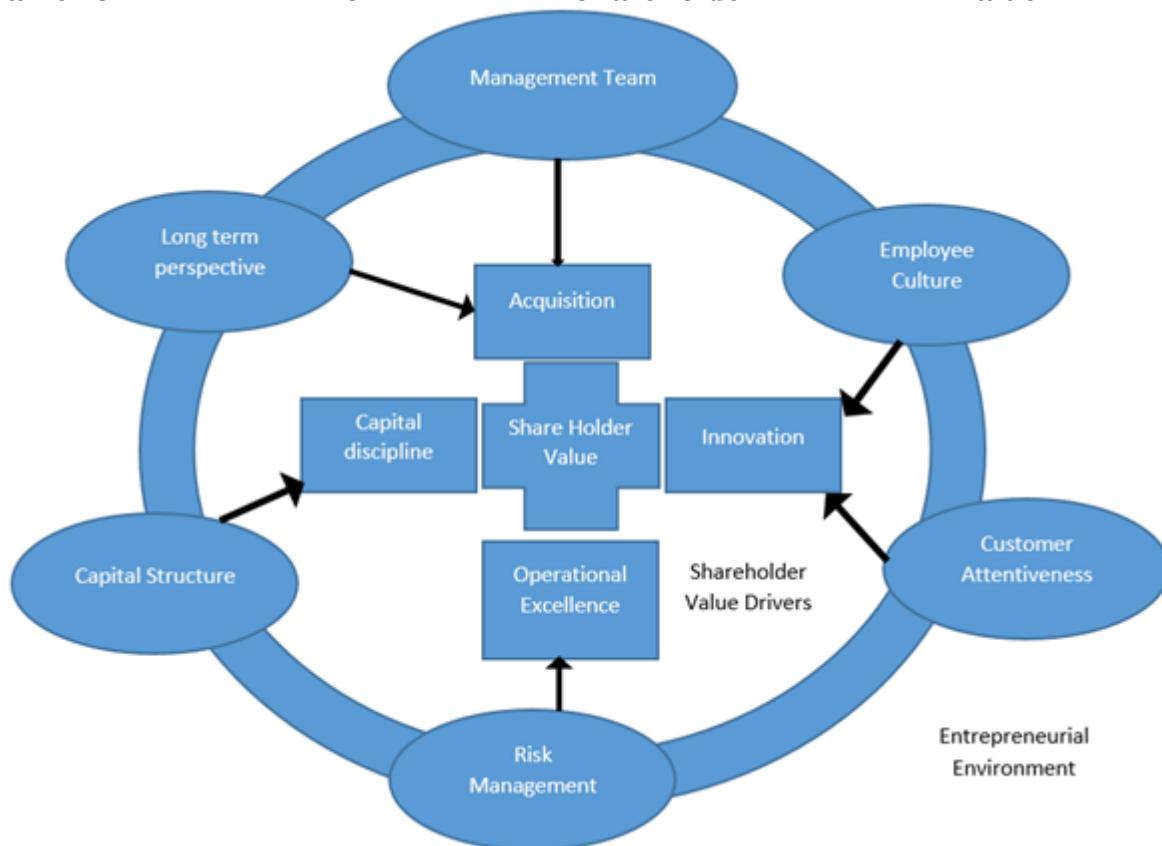 Management Team
Long term
perspective
Employee
Culture
Acquisition
Capital
discipline
Share Holder
Value
Innovation
Capital Structure
Operational
Excellence
Shareholder
Value Drivers
Customer
Attentiveness
Risk
Management
Entrepreneurial
Environment